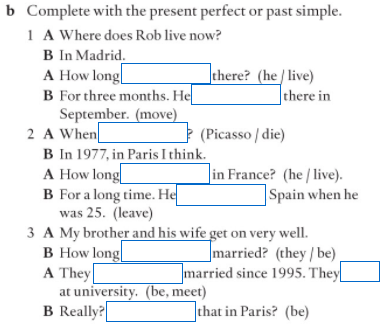 b Complete with the present perfect or past simple.
1 A Where does Rob live now?
B In Madrid.
A How long there? (he / live)
B For three months. He there in
September. (move)
2 A When ? (Picasso / die)
B In 1977, in Paris I think.
A How long in France? (he / live).
B For a long time. He Spain when he
was 25. (leave)
3 A My brother and his wife get on very well.
B How long married? (they / be)
A They married since 1995. They
at university. (be, meet)
B Really? that in Paris? (be)